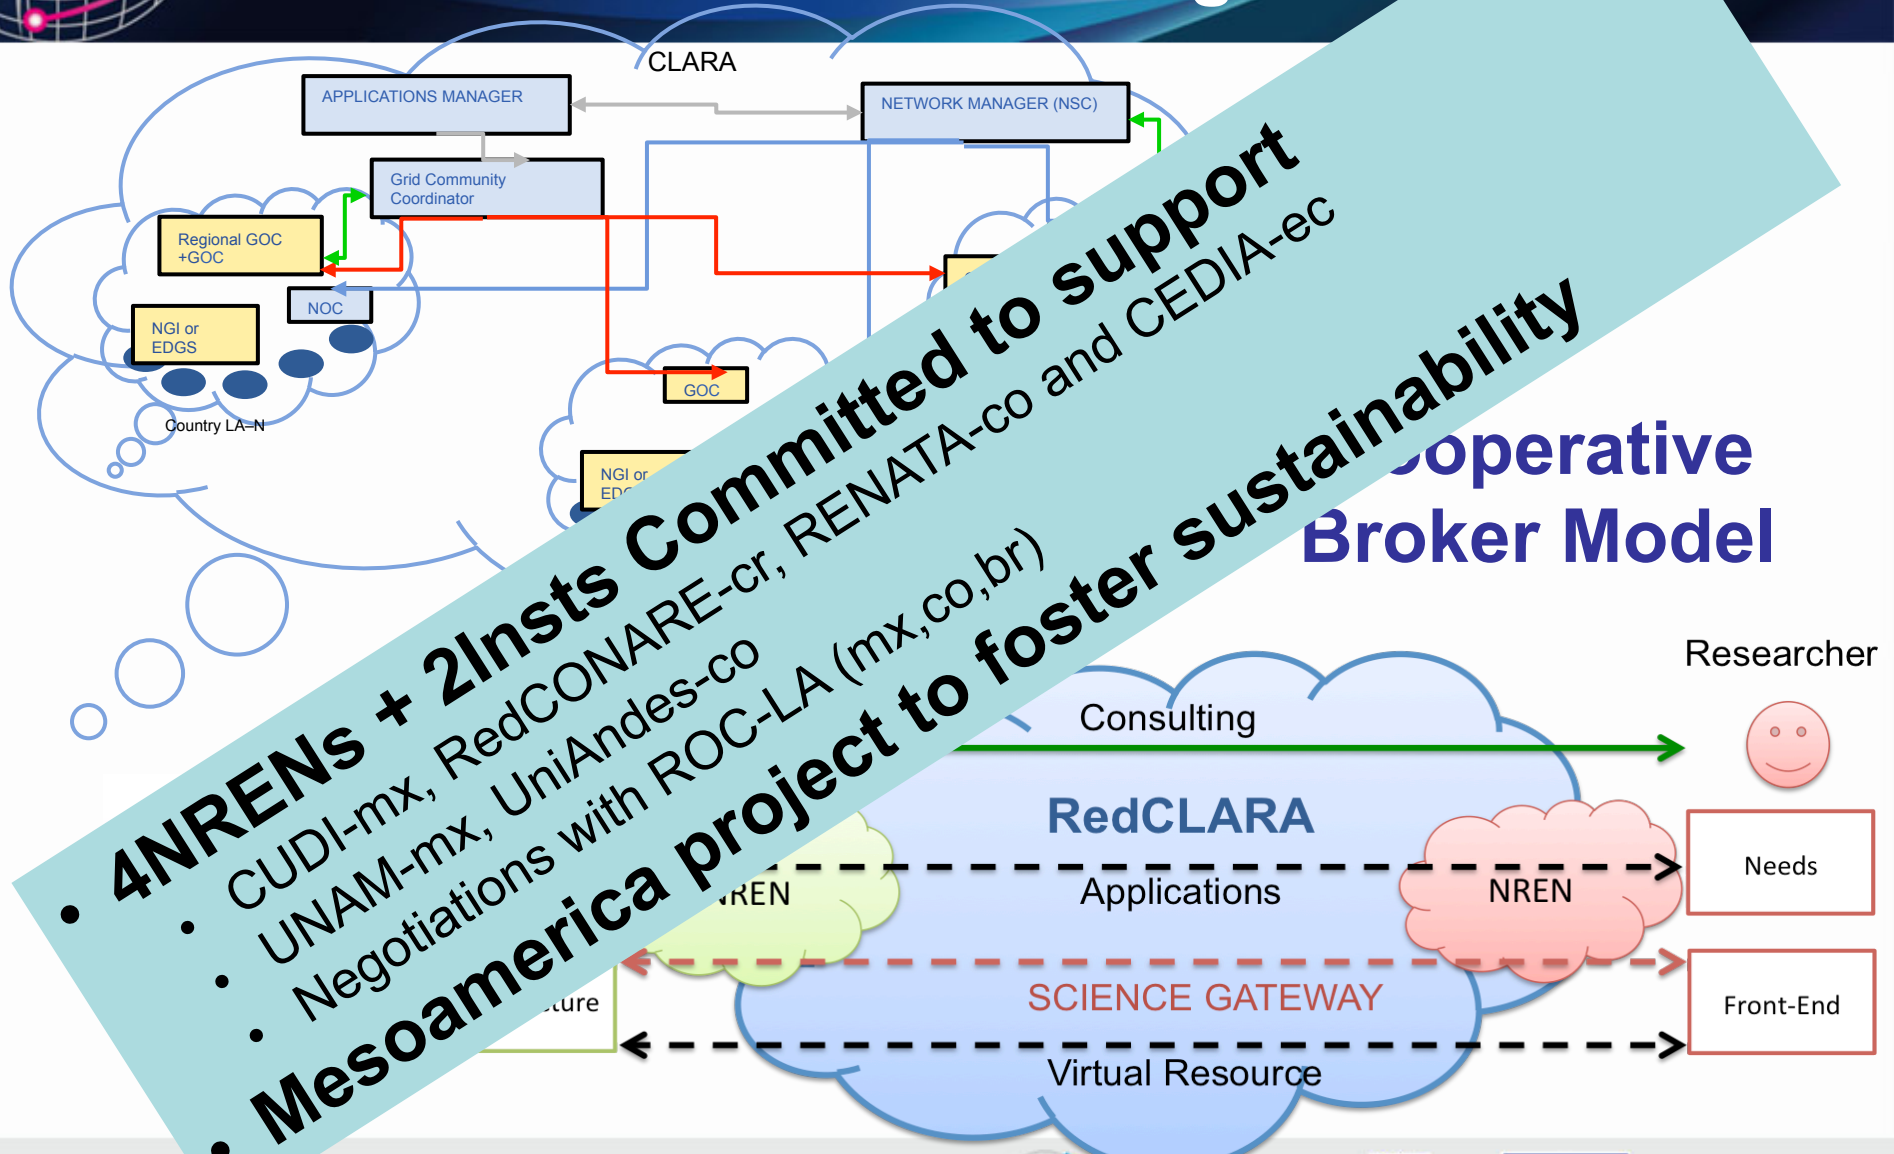 CLARA
APPLICATIONS MANAGER
NETWORK MANAGER (NSC)
Grid Community
Coordinator
Regional GOC
+GOC
NOC
NGI or
EDGS
Country LA–N
GOC
NGI or
• 4NRENs + 2Insts Committed to support
• CUDI-mx, RedCONARE-cr, RENATA-co and CEDIA-ec
• UNAM-mx, UniAndes-co
• Negotiations with ROC-LA (mx,co,br)
• Mesoamerica project to foster sustainability
Broker Model
Researcher
Consulting
RedCLARA
Needs
NREN
Applications
NREN
SCIENCE GATEWAY
Front-End
Virtual Resource